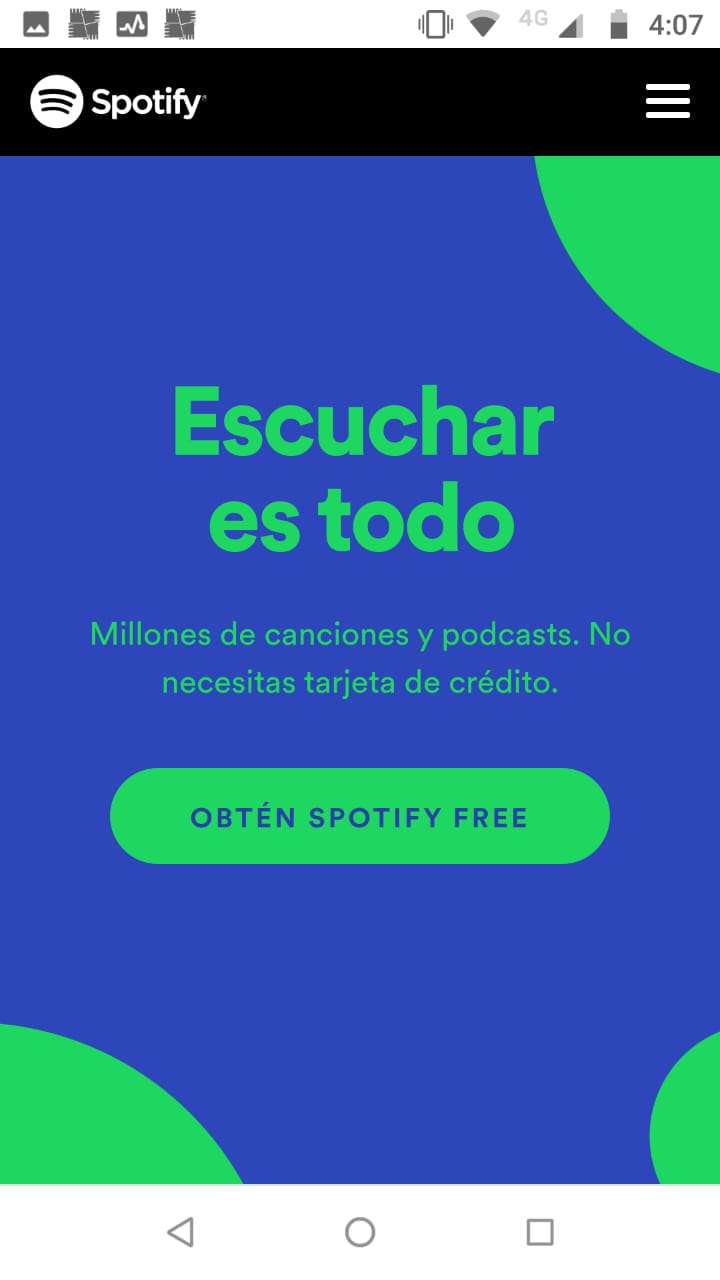 4G 4:07
Spotify
Escuchar
es todo
Millones de canciones y podcasts. No
necesitas tarjeta de crédito.
OBTÉN SPOTIFY FREE